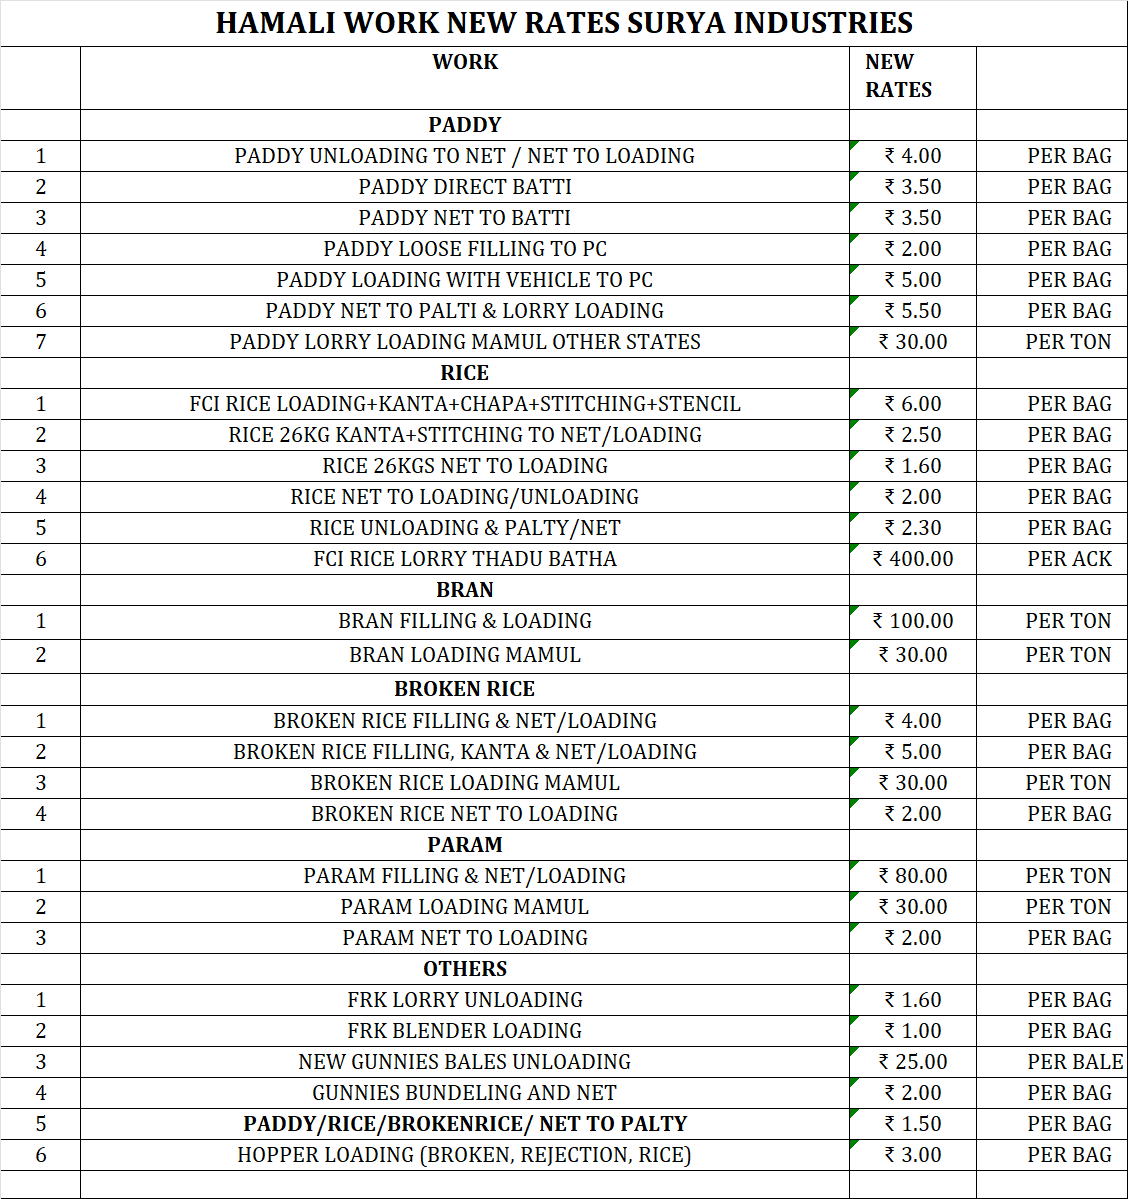 HAMALI WORK NEW RATES SURYA INDUSTRIES
WORK NEW RATES
PADDY
1 PADDY UNLOADING TO NET / NET TO LOADING ₹ 4.00 PER BAG
2 PADDY DIRECT BATTI ₹ 3.50 PER BAG
3 PADDY NET TO BATTI ₹ 3.50 PER BAG
4 PADDY LOOSE FILLING TO PC ₹ 2.00 PER BAG
5 PADDY LOADING WITH VEHICLE TO PC ₹ 5.00 PER BAG
6 PADDY NET TO PALTI & LORRY LOADING ₹ 5.50 PER BAG
7 PADDY LORRY LOADING MAMUL OTHER STATES ₹ 30.00 PER TON
RICE
1 FCI RICE LOADING+KANTA+CHAPA+STITCHING+STENCIL ₹ 6.00 PER BAG
2 RICE 26KG KANTA+STITCHING TO NET/LOADING ₹ 2.50 PER BAG
3 RICE 26KGS NET TO LOADING ₹ 1.60 PER BAG
4 RICE NET TO LOADING/UNLOADING ₹ 2.00 PER BAG
5 RICE UNLOADING & PALTY/NET ₹ 2.30 PER BAG
6 FCI RICE LORRY THADU BATHA ₹ 400.00 PER ACK
BRAN
1 BRAN FILLING & LOADING ₹ 100.00 PER TON
2 BRAN LOADING MAMUL ₹ 30.00 PER TON
BROKEN RICE
1 BROKEN RICE FILLING & NET/LOADING ₹ 4.00 PER BAG
2 BROKEN RICE FILLING, KANTA & NET/LOADING ₹ 5.00 PER BAG
3 BROKEN RICE LOADING MAMUL ₹ 30.00 PER TON
4 BROKEN RICE NET TO LOADING ₹ 2.00 PER BAG
PARAM
1 PARAM FILLING & NET/LOADING ₹ 80.00 PER TON
2 PARAM LOADING MAMUL ₹ 30.00 PER TON
3 PARAM NET TO LOADING ₹ 2.00 PER BAG
OTHERS
1 FRK LORRY UNLOADING ₹ 1.60 PER BAG
2 FRK BLENDER LOADING ₹ 1.00 PER BAG
3 NEW GUNNIES BALES UNLOADING ₹ 25.00 PER BALE
4 GUNNIES BUNDELING AND NET ₹ 2.00 PER BAG
5 PADDY/RICE/BROKENRICE/ NET TO PALTY ₹ 1.50 PER BAG
6 HOPPER LOADING (BROKEN, REJECTION, RICE) ₹ 3.00 PER BAG